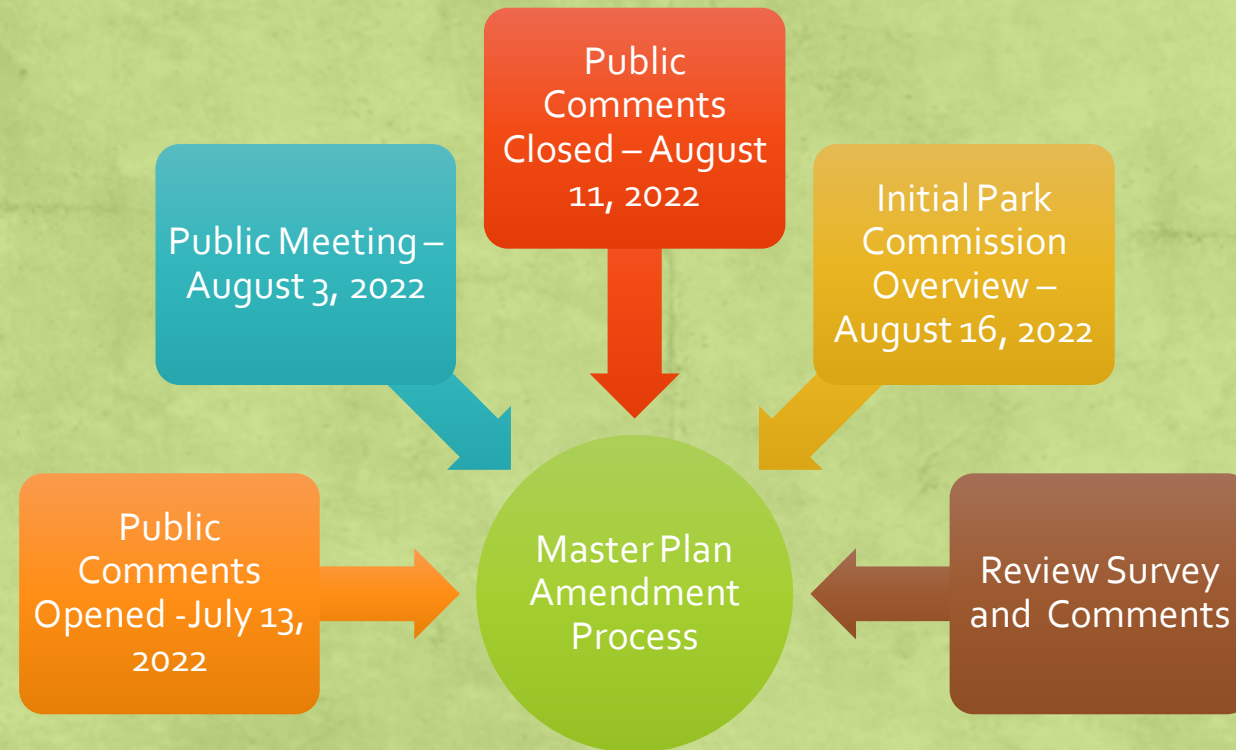 Public
Comments
Opened -July 13,
2022
Public Meeting –
August 3, 2022
Public
Comments
Closed – August
11, 2022
Initial Park
Commission
Overview –
August 16, 2022
Review Survey
and Comments
Master Plan
Amendment
Process